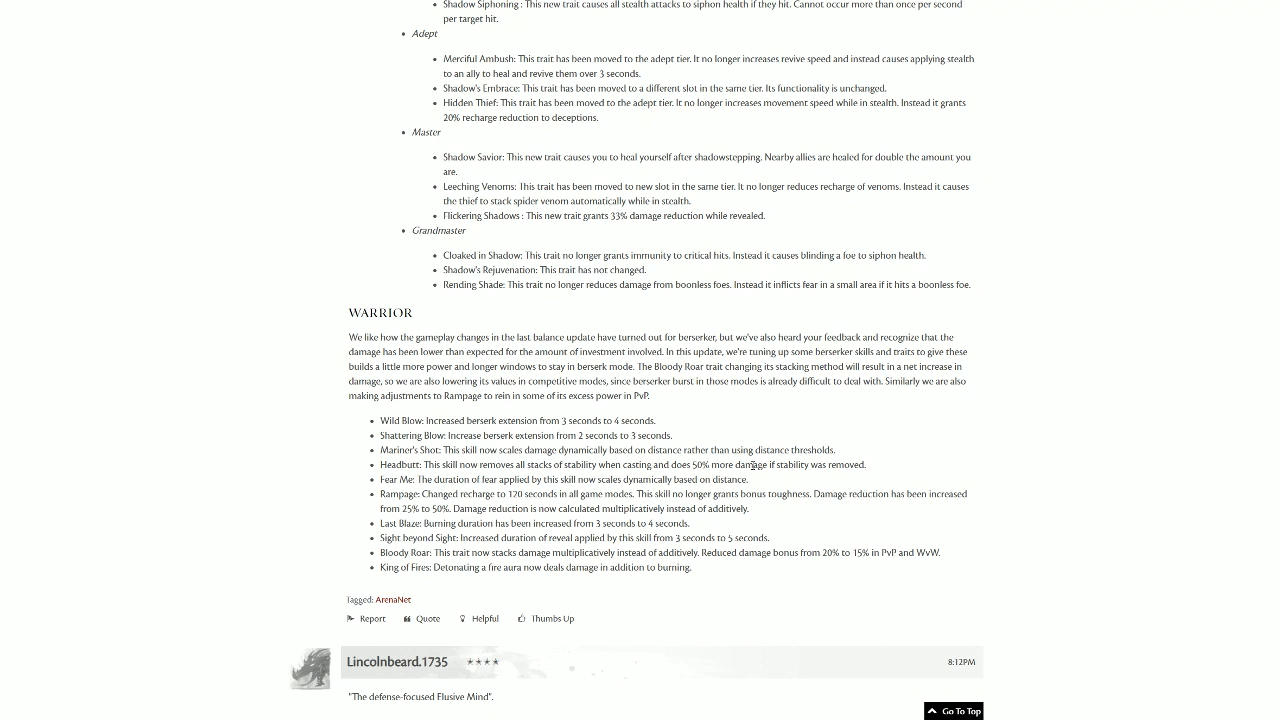 Shadow Siphoning : This new trait causes all stealth attacks to siphon health if they hit. Cannot occur more than once per second
per target hit.
Adept
Merciful Ambush: This trait has been moved to the adept tier. It no longer increases revive speed and instead causes applying stealth
to an ally to heal and revive them over 3 seconds.
Shadow's Embrace: This trait has been moved to a different slot in the same tier. Its functionality is unchanged.
Hidden Thief: This trait has been moved to the adept tier. It no longer increases movement speed while in stealth. Instead it grants
20% recharge reduction to deceptions.
Master
Shadow Savior: This new trait causes you to heal yourself after shadowstepping. Nearby allies are healed for double the amount you
are.
Leeching Venoms: This trait has been moved to new slot in the same tier. It no longer reduces recharge of venoms. Instead it causes
the thief to stack spider venom automatically while in stealth.
Flickering Shadows : This new trait grants 33% damage reduction while revealed.
Grandmaster
Cloaked in Shadow: This trait no longer grants immunity to critical hits. Instead it causes blinding a foe to siphon health.
Shadow's Rejuvenation: This trait has not changed.
Rending Shade: This trait no longer reduces damage from boonless foes. Instead it inflicts fear in a small area if it hits a boonless foe.
WARRIOR
We like how the gameplay changes in the last balance update have turned out for berserker, but we've also heard your feedback and recognize that the
damage has been lower than expected for the amount of investment involved. In this update, we're tuning up some berserker skills and traits to give these
builds a little more power and longer windows to stay in berserk mode. The Bloody Roar trait changing its stacking method will result in a net increase in
damage, so we are also lowering its values in competitive modes, since berserker burst in those modes is already difficult to deal with. Similarly we are also
making adjustments to Rampage to rein in some of its excess power in PvP.
Wild Blow: Increased berserk extension from 3 seconds to 4 seconds.
Shattering Blow: Increase berserk extension from 2 seconds to 3 seconds.
Mariner's Shot: This skill now scales damage dynamically based on distance rather than using distance thresholds.
Headbutt: This skill now removes all stacks of stability when casting and does 50% more damage if stability was removed.
Fear Me: The duration of fear applied by this skill now scales dynamically based on distance.
Rampage: Changed recharge to 120 seconds in all game modes. This skill no longer grants bonus toughness. Damage reduction has been increased
from 25% to 50%. Damage reduction is now calculated multiplicatively instead of additively.
Last Blaze: Burning duration has been increased from 3 seconds to 4 seconds.
Sight beyond Sight: Increased duration of reveal applied by this skill from 3 seconds to 5 seconds.
Bloody Roar: This trait now stacks damage multiplicatively instead of additively. Reduced damage bonus from 20% to 15% in PvP and WvW.
King of Fires: Detonating a fire aura now deals damage in addition to burning.
Tagged: ArenaNet
Report Quote Helpful Thumbs Up
Lincolnbeard.1735 ★★★★ 8:12PM
"The defense-focused Elusive Mind".
Go To Top